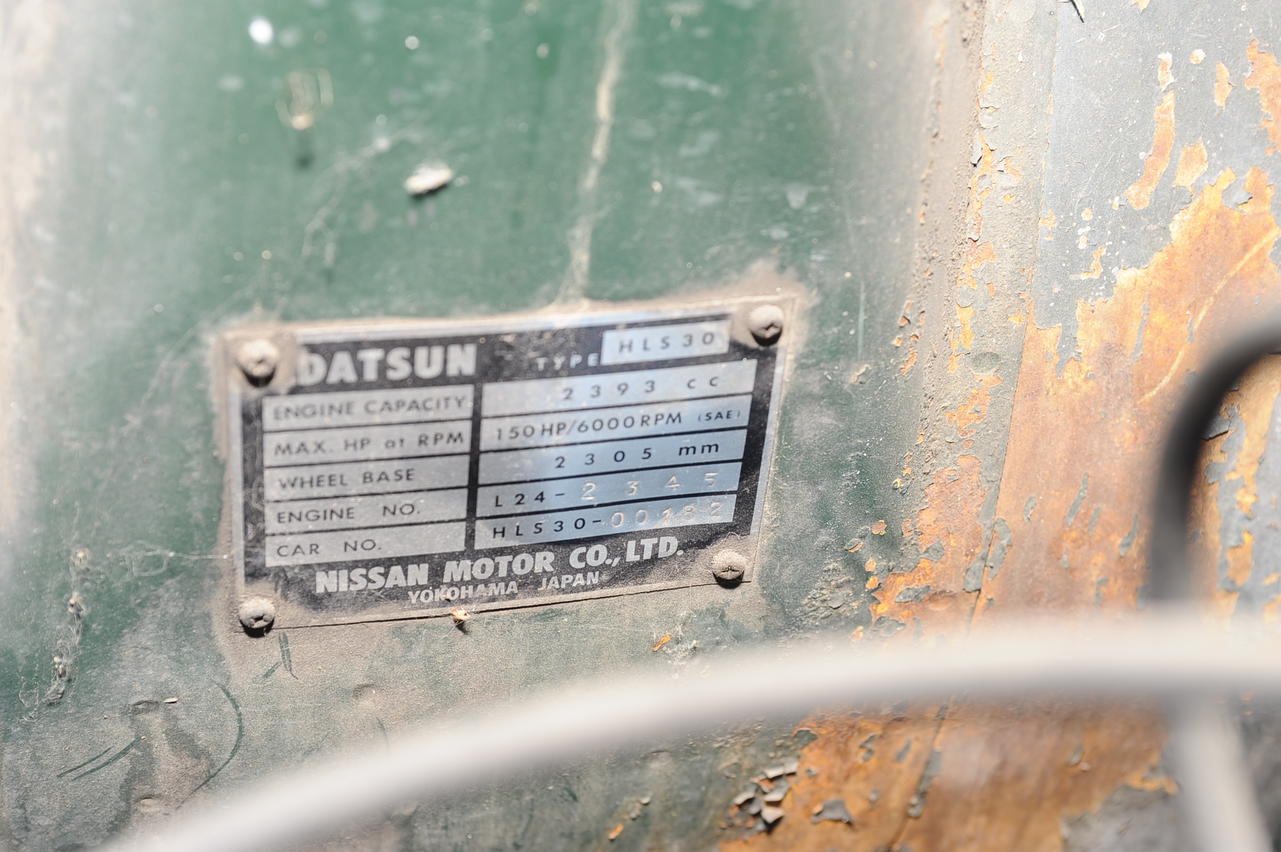 DATSUN TYPE HLS30
ENGINE CAPACITY 2393 cc
MAX. HP at RPM 150HP/6000RPM (SAE)
WHEEL BASE 2305 mm
ENGINE NO. L24-2345
CAR NO. HLS30-00182
NISSAN MOTOR CO., LTD.
YOKOHAMA JAPAN